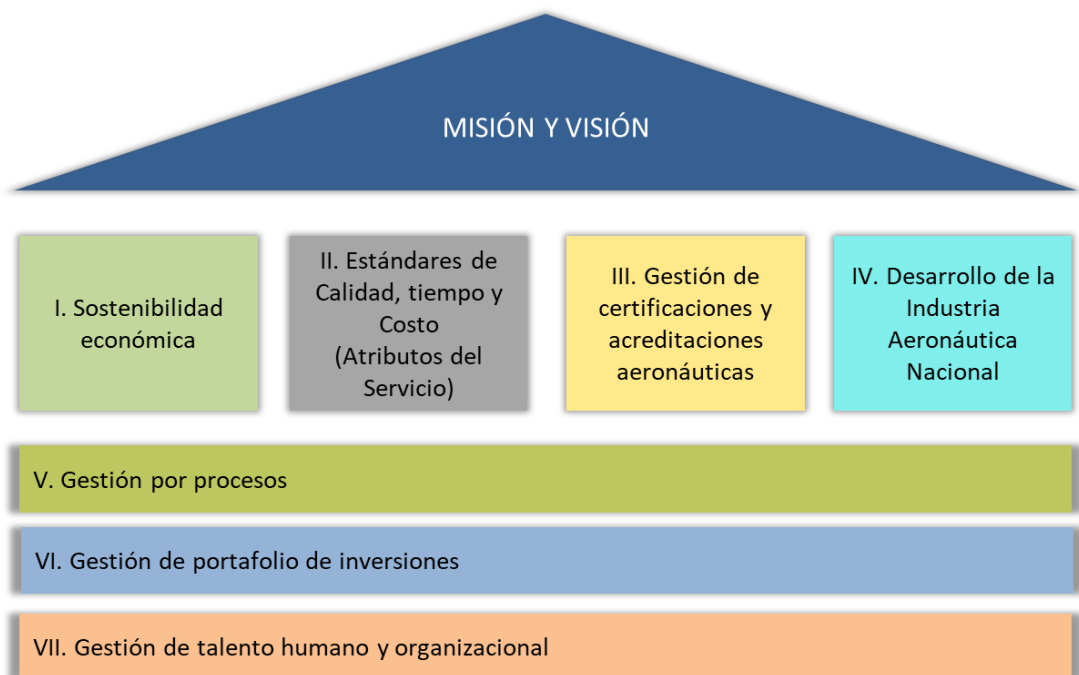 MISIÓN Y VISIÓN
I. Sostenibilidad
económica
II. Estándares de
Calidad, tiempo y
Costo
(Atributos del
Servicio)
III. Gestión de
certificaciones y
acreditaciones
aeronáuticas
IV. Desarrollo de la
Industria
Aeronáutica
Nacional
V. Gestión por procesos
VI. Gestión de portafolio de inversiones
VII. Gestión de talento humano y organizacional